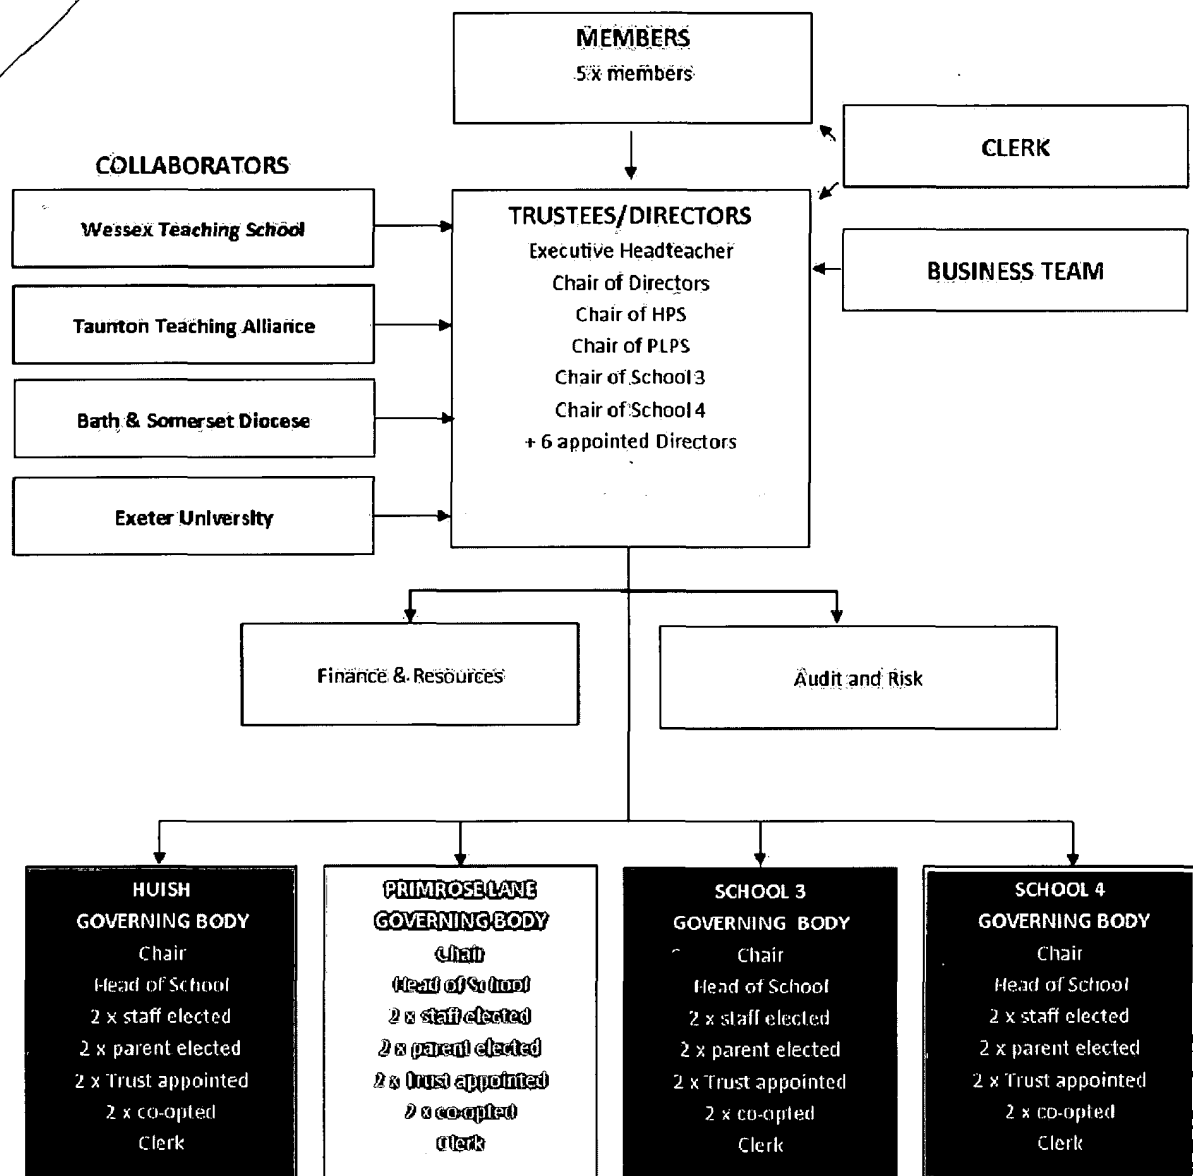 MEMBERS
5 x members
CLERK
COLLABORATORS
Wessex Teaching School
Taunton Teaching Alliance
Bath & Somerset Diocese
Exeter University
TRUSTEES/DIRECTORS
Executive Headteacher
Chair of Directors
Chair of HPS
Chair of PLPS
Chair of School 3
Chair of School 4
+ 6 appointed Directors
BUSINESS TEAM
Finance & Resources
Audit and Risk
HUISH
GOVERNING BODY
Chair
Head of School
2 x staff elected
2 x parent elected
2 x Trust appointed
2 x co-opted
Clerk
PRIMROSE LANE
GOVERNING BODY
Chair
Head of School
2 x staff elected
2 x parent elected
2 x Trust appointed
2 x co-opted
Clerk
SCHOOL 3
GOVERNING BODY
Chair
Head of School
2 x staff elected
2 x parent elected
2 x Trust appointed
2 x co-opted
Clerk
SCHOOL 4
GOVERNING BODY
Chair
Head of School
2 x staff elected
2 x parent elected
2 x Trust appointed
2 x co-opted
Clerk